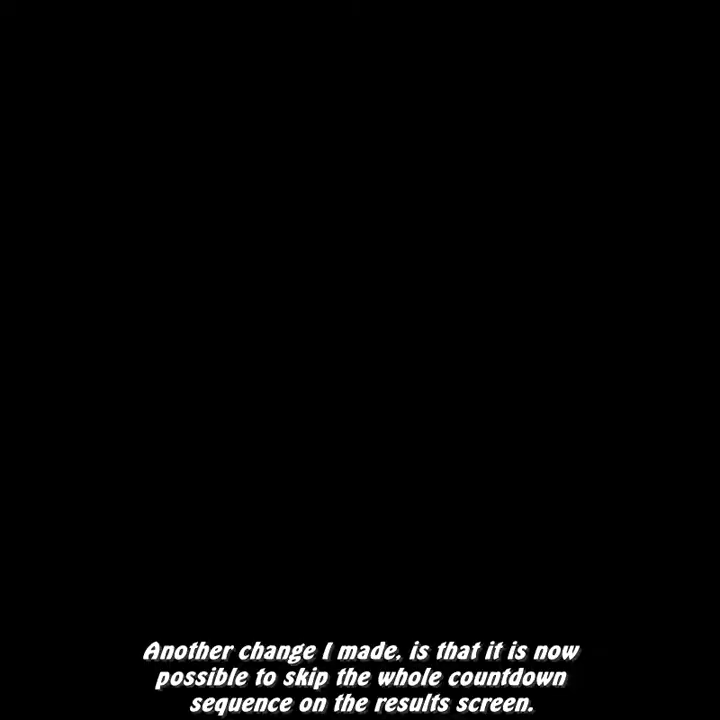 Another change I made, is that it is now
possible to skip the whole countdown
sequence on the results screen.